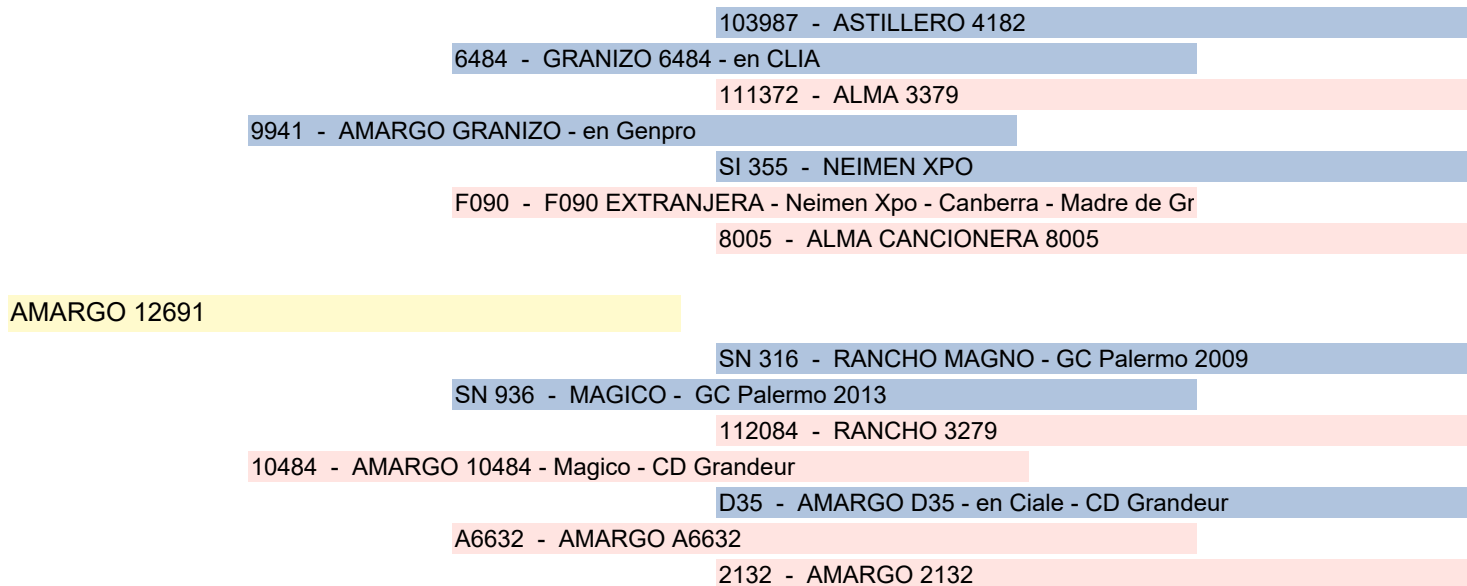 103987 - ASTILLERO 4182
6484 - GRANIZO 6484 - en CLIA
111372 - ALMA 3379
9941 - AMARGO GRANIZO - en Genpro
SI 355 - NEIMEN XPO
F090 - F090 EXTRANJERA - Neimen Xpo - Canberra - Madre de Gr
8005 - ALMA CANCIONERA 8005
AMARGO 12691
SN 316 - RANCHO MAGNO - GC Palermo 2009
SN 936 - MAGICO - GC Palermo 2013
112084 - RANCHO 3279
10484 - AMARGO 10484 - Magico - CD Grandeur
D35 - AMARGO D35 - en Ciale - CD Grandeur
A6632 - AMARGO A6632
2132 - AMARGO 2132